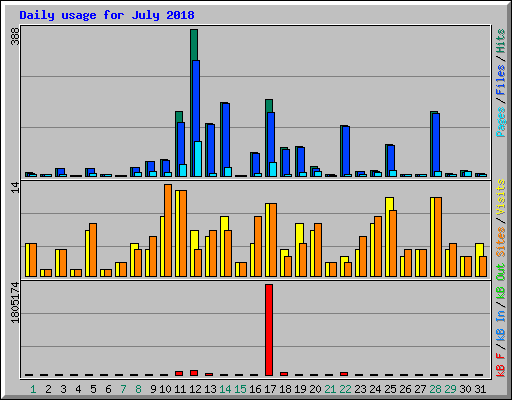 Daily usage for July 2018
388
Pages / Files / Hits
14
Sites / Visits
1805174
kB F / kB In / kB Out
1 2 3 4 5 6 7 8 9 10 11 12 13 14 15 16 17 18 19 20 21 22 23 24 25 26 27 28 29 30 31